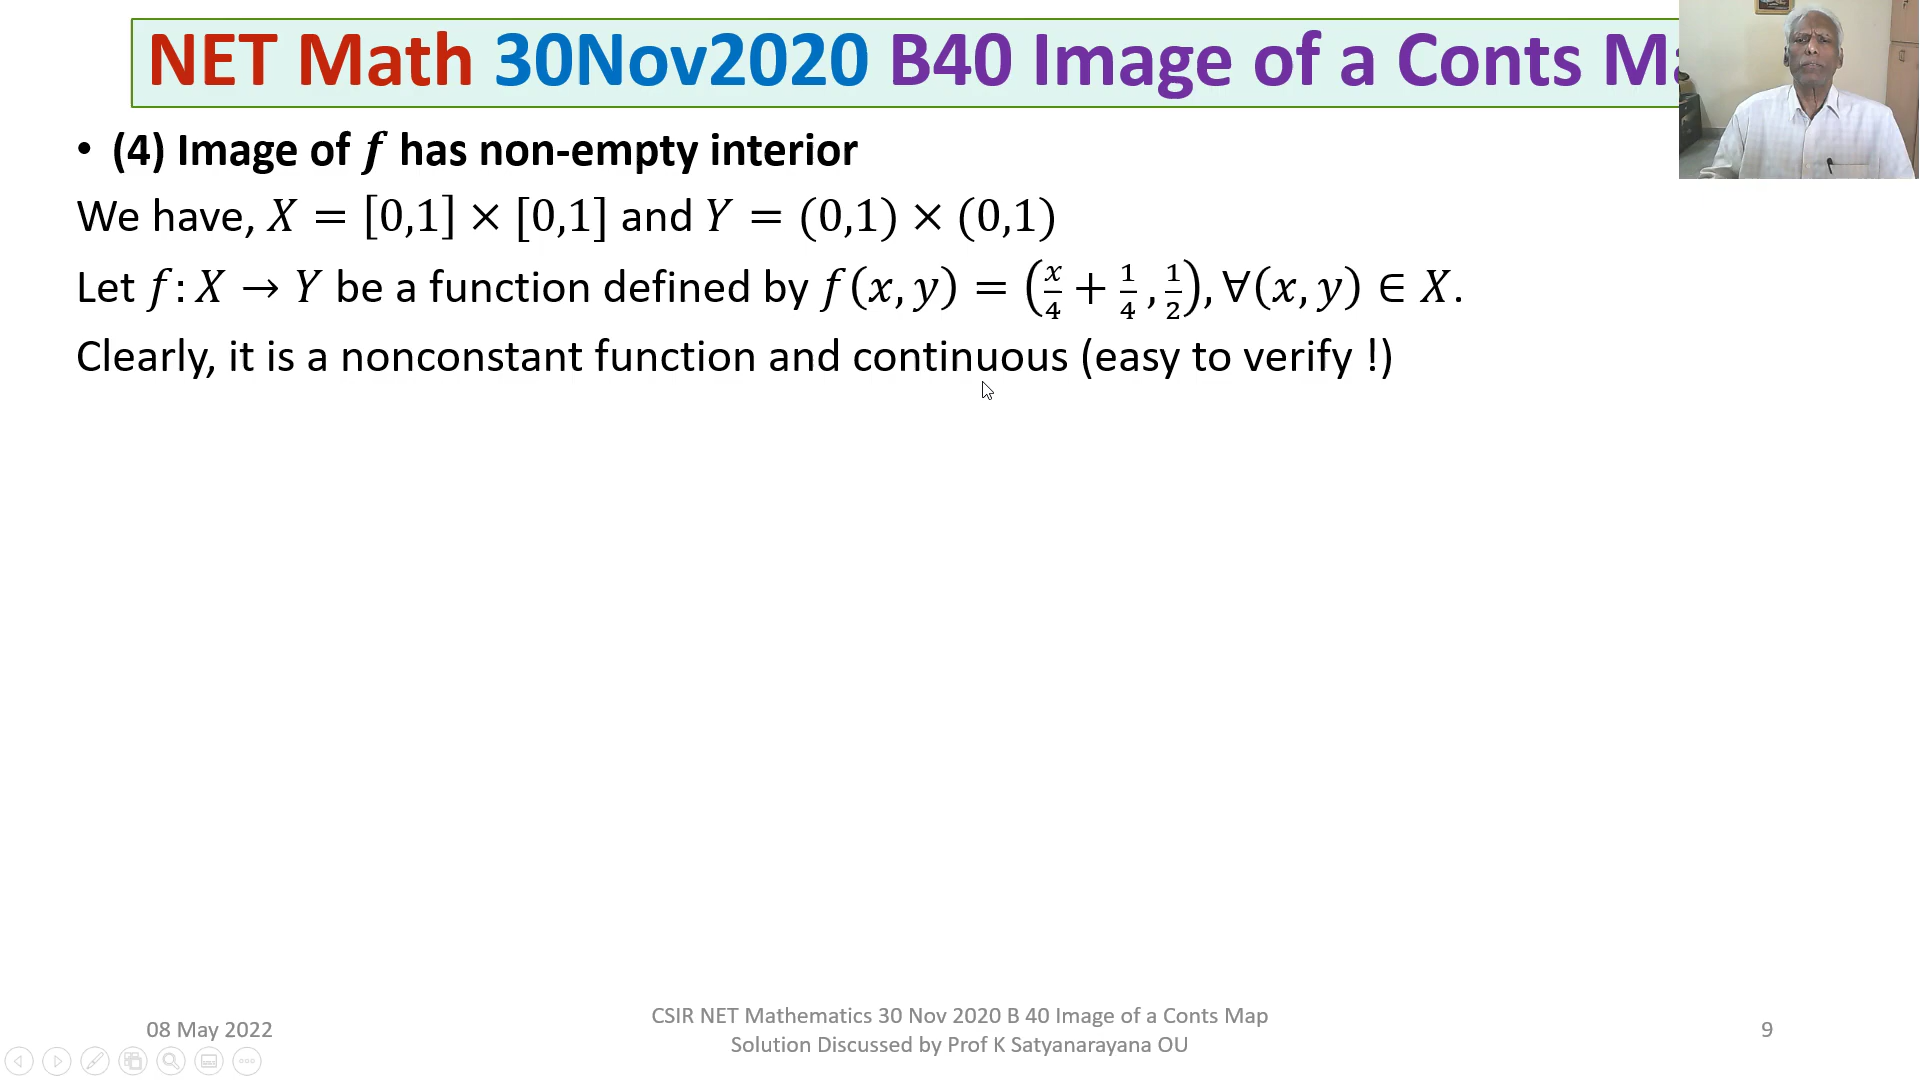 NET Math 30Nov2020 B40 Image of a Conts
• (4) Image of f has non-empty interior
We have, X = [0,1] × [0,1] and Y = (0,1) × (0,1)
Let f: X → Y be a function defined by f(x, y) = (x/4 + 1/4, 1/2), ∀(x, y) ∈ X.
Clearly, it is a nonconstant function and continuous (easy to verify !)
CSIR NET Mathematics 30 Nov 2020 B 40 Image of a Conts Map
08 May 2022
Solution Discussed by Prof K Satyanarayana OU
9